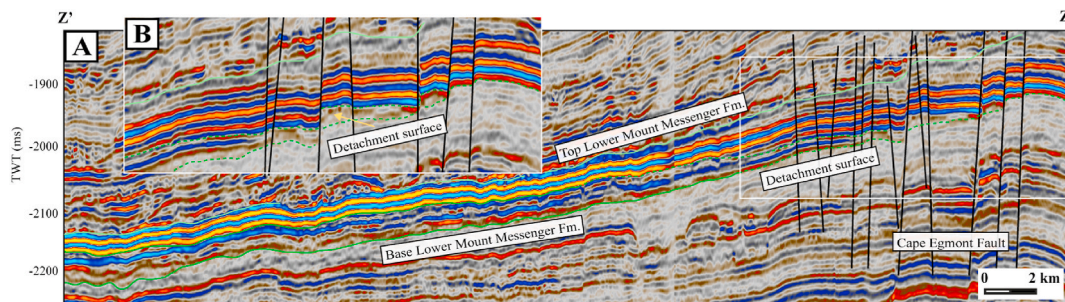 Z'
Z
A
B
-1900
-2000
-2100
-2200
TWT (ms)
Detachment surface
Top Lower Mount Messenger Fm.
Detachment surface
Base Lower Mount Messenger Fm.
Cape Egmont Fault
0 2 km